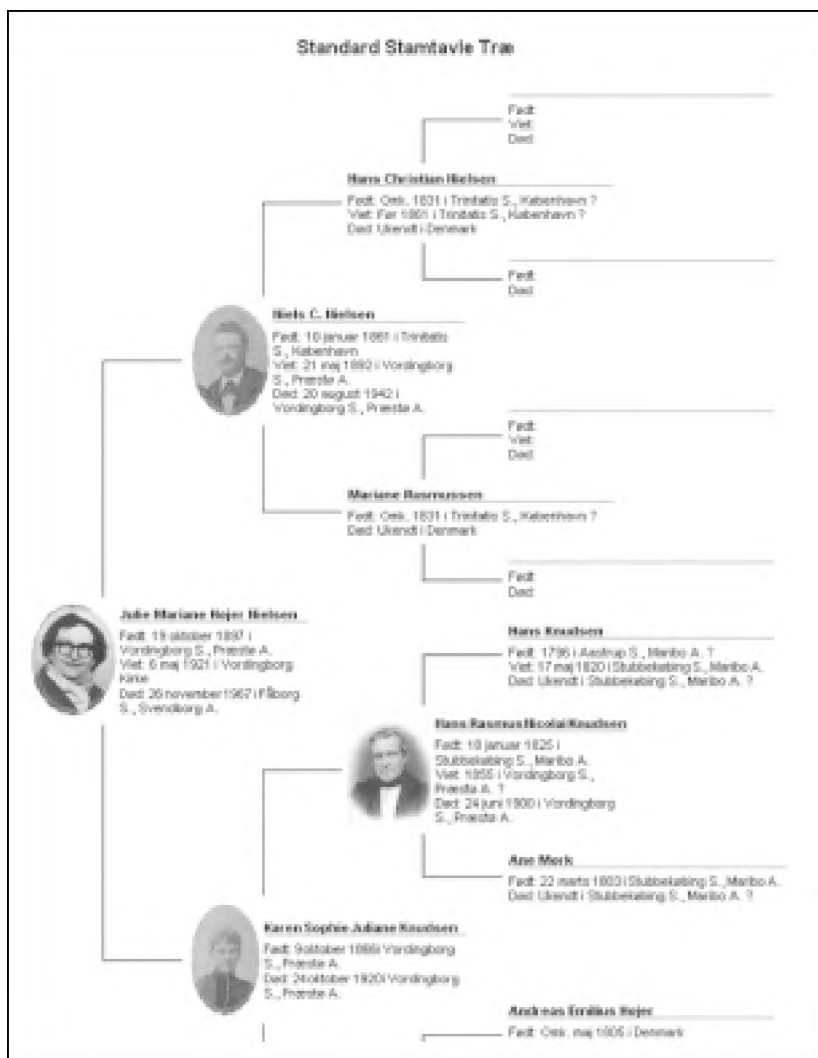 Standard Stamtavle Træ
Født:
Viet:
Død:
Hans Christian Nielsen
Født: Omk. 1831 i Trinitatis S., København ?
Viet: Før 1861 i Trinitatis S., København ?
Død: Ukendt i Denmark
Født:
Død:
Niels C. Nielsen
Født: 10 januar 1861 i Trinitatis
S., København
Viet: 21 maj 1892 i Vordingborg
S., Præstø A.
Død: 20 august 1942 i
Vordingborg S., Præstø A.
Født:
Viet:
Død:
Mariane Rasmussen
Født: Omk. 1831 i Trinitatis S., København ?
Død: Ukendt i Denmark
Født:
Død:
Julie Mariane Hojer Nielsen
Født: 19 oktober 1897 i
Vordingborg S., Præstø A.
Viet: 6 maj 1921 i Vordingborg
Kirke
Død: 26 november 1967 i Fåborg
S., Svendborg A.
Hans Knudsen
Født: 1796 i Aastrup S., Maribo A. ?
Viet: 17 maj 1820 i Stubbekøbing S., Maribo A.
Død: Ukendt i Stubbekøbing S., Maribo A. ?
Hans Rasmus Nicolai Knudsen
Født: 18 januar 1825 i
Stubbekøbing S., Maribo A.
Viet: 1855 i Vordingborg S.,
Præstø A. ?
Død: 24 juni 1900 i Vordingborg
S., Præstø A.
Ane Mørk
Født: 22 marts 1803 i Stubbekøbing S., Maribo A.
Død: Ukendt i Stubbekøbing S., Maribo A. ?
Karen Sophie Juliane Knudsen
Født: 9 oktober i Vordingborg
S., Præstø A.
Død: 24 oktober 1920 i Vordingborg
S., Præstø A.
Andreas Emilius Hojer
Født: Omk. maj 1805 i Denmark